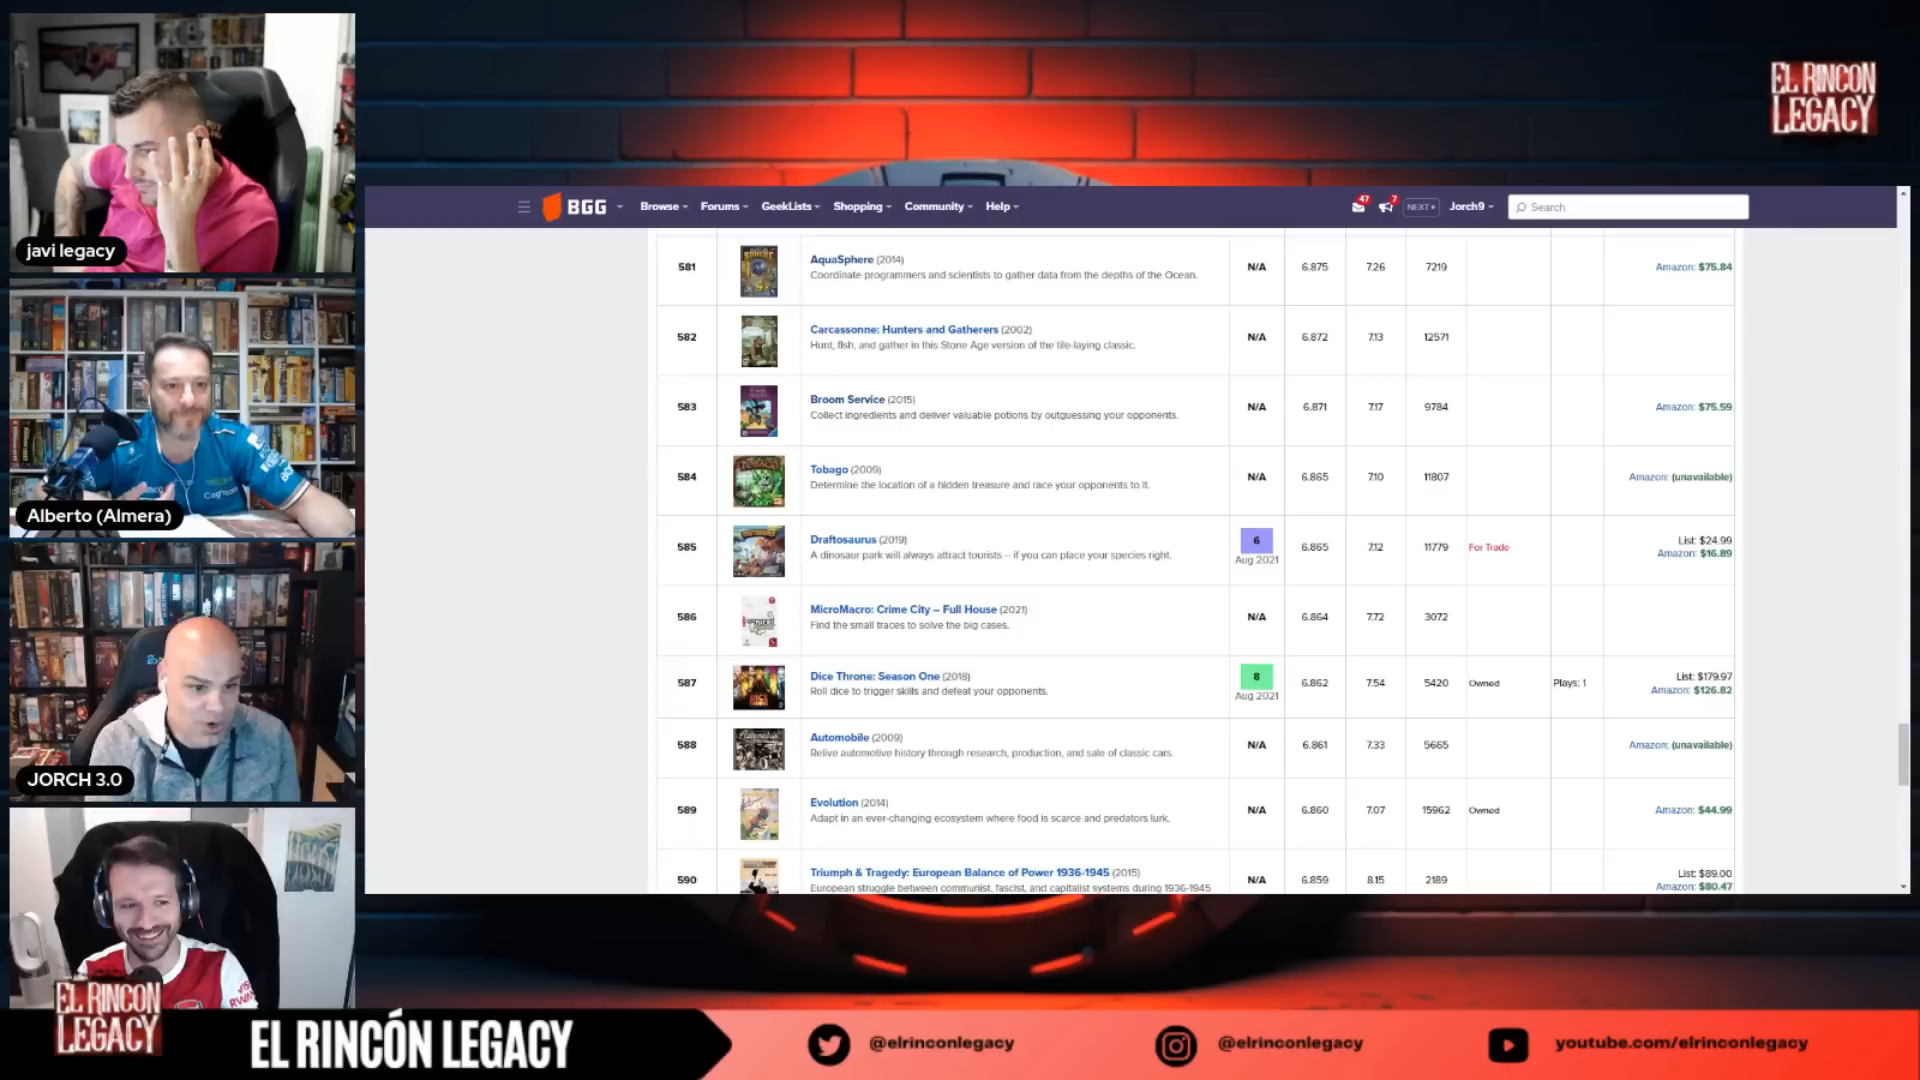 javi legacy
Alberto (Almera)
Cogn
JORCH 3.0
EL RINCON
LEGACY
BGG
Browse
Forums
GeekLists
Shopping
Community
Help
47
7
NEXT
Jorch9
Search
581
AquaSphere (2014)
Coordinate programmers and scientists to gather data from the depths of the Ocean.
N/A
6.875
7.26
7219
Amazon: $75.84
582
Carcassonne: Hunters and Gatherers (2002)
Hunt, fish, and gather in this Stone Age version of the tile-laying classic.
N/A
6.872
7.13
12571
583
Broom Service (2015)
Collect ingredients and deliver valuable potions by outguessing your opponents.
N/A
6.871
7.17
9784
Amazon: $75.59
584
TOBAGO
Tobago (2009)
Determine the location of a hidden treasure and race your opponents to it.
N/A
6.865
7.10
11807
Amazon: (unavailable)
585
Draftosaurus (2019)
A dinosaur park will always attract tourists – if you can place your species right.
6
Aug 2021
6.865
7.12
11779
For Trade
List: $24.99
Amazon: $16.89
586
MicroMacro: Crime City – Full House (2021)
Find the small traces to solve the big cases.
N/A
6.864
7.72
3072
587
Dice Throne: Season One (2018)
Roll dice to trigger skills and defeat your opponents.
8
Aug 2021
6.862
7.54
5420
Owned
Plays: 1
List: $179.97
Amazon: $126.82
588
Automobile
Automobile (2009)
Relive automotive history through research, production, and sale of classic cars.
N/A
6.861
7.33
5665
Amazon: (unavailable)
589
Evolution (2014)
Adapt in an ever-changing ecosystem where food is scarce and predators lurk.
N/A
6.860
7.07
15962
Owned
Amazon: $44.99
590
Triumph & Tragedy: European Balance of Power 1936-1945 (2015)
European struggle between communist, fascist, and capitalist systems during 1936-1945
N/A
6.859
8.15
2189
List: $89.00
Amazon: $80.47
EL RINCON
LEGACY
EL RINCÓN LEGACY
@elrinconlegacy
@elrinconlegacy
youtube.com/elrinconlegacy